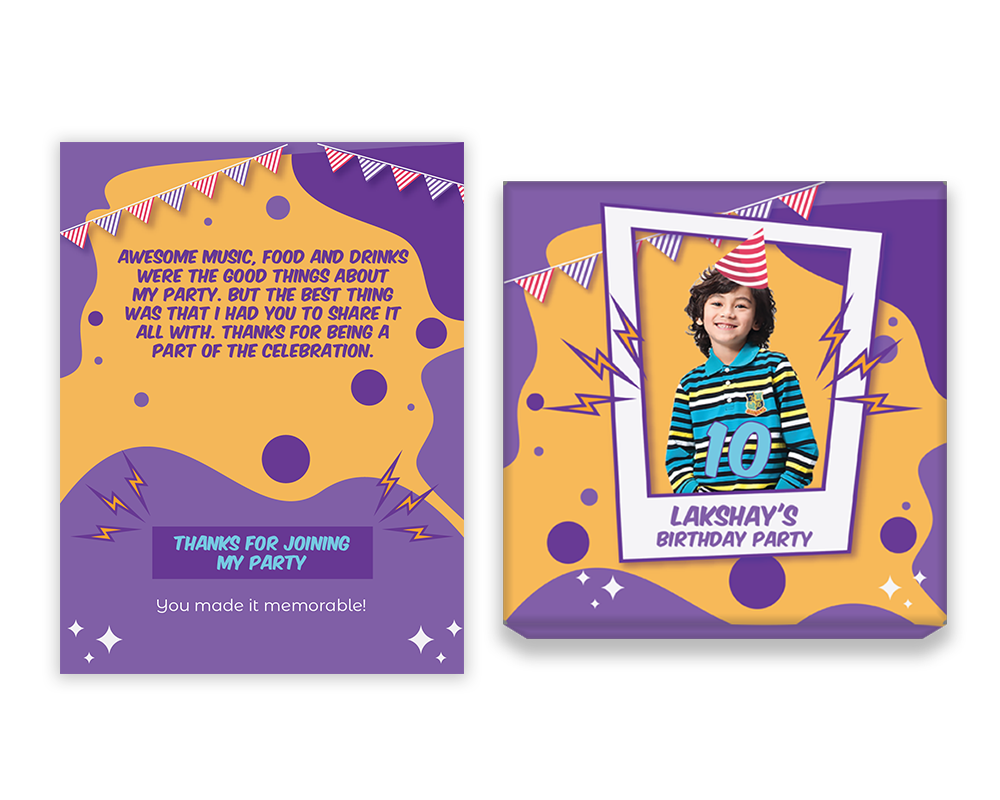 AWESOME MUSIC, FOOD AND DRINKS
WERE THE GOOD THINGS ABOUT
MY PARTY. BUT THE BEST THING
WAS THAT I HAD YOU TO SHARE IT
ALL WITH. THANKS FOR BEING A
PART OF THE CELEBRATION.
THANKS FOR JOINING
MY PARTY
You made it memorable!
10
LAKSHAY'S
BIRTHDAY PARTY